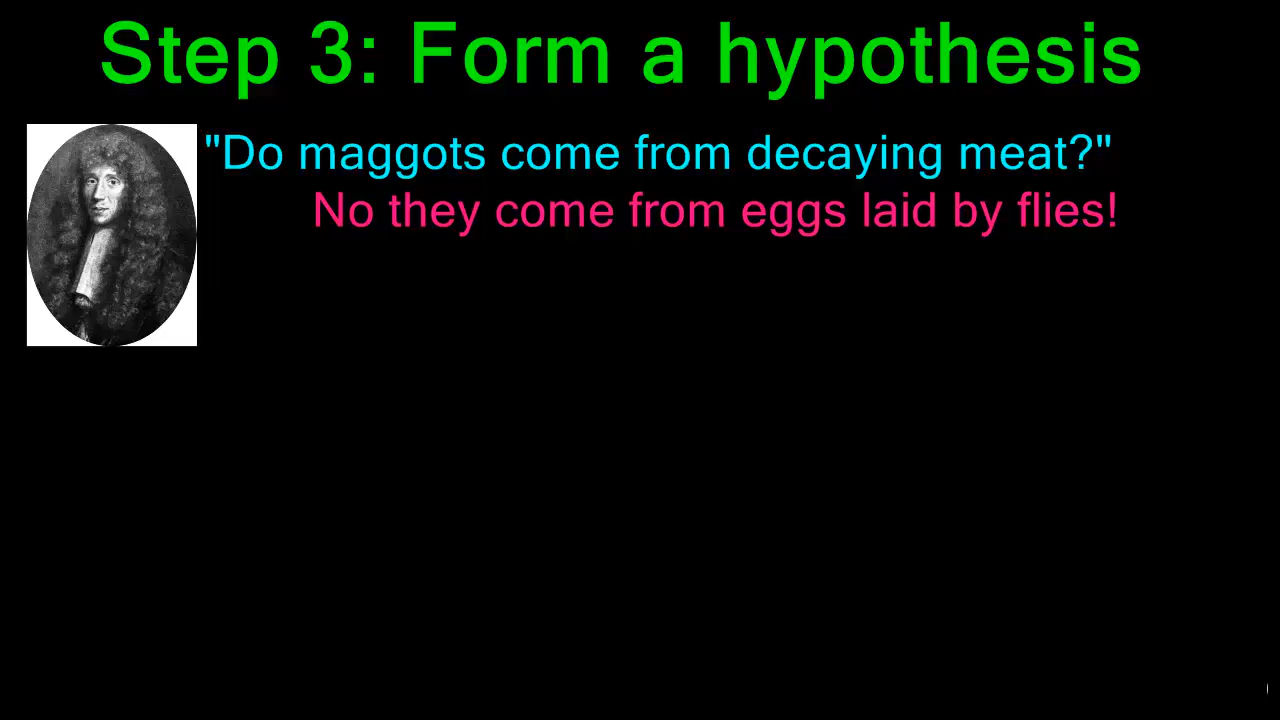 Step 3: Form a hypothesis
"Do maggots come from decaying meat?"
No they come from eggs laid by flies!